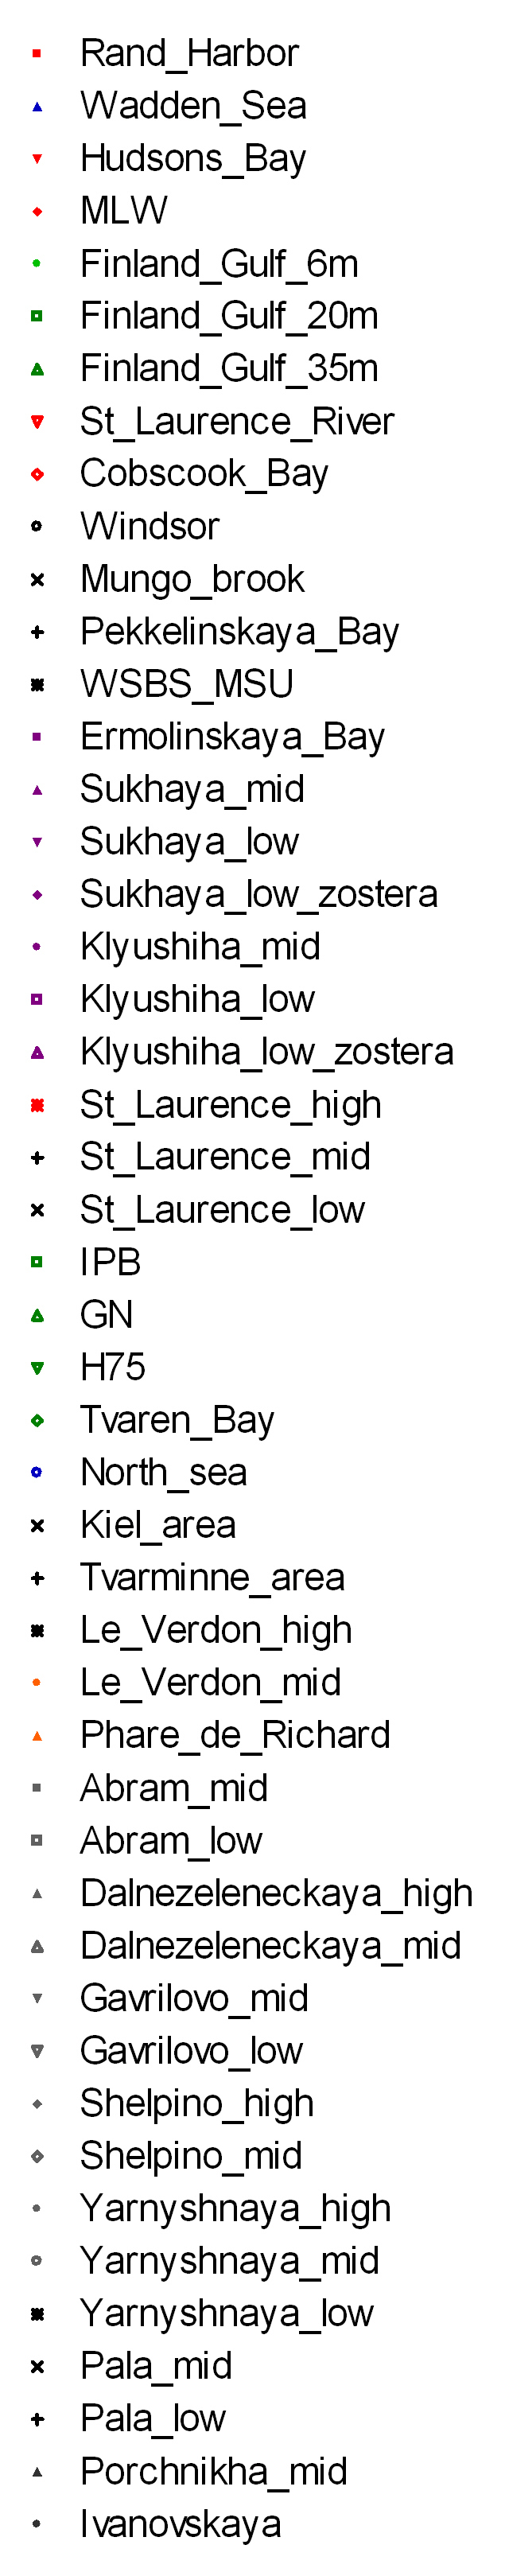 Rand_Harbor
Wadden_Sea
Hudsons_Bay
MLW
Finland_Gulf_6m
Finland_Gulf_20m
Finland_Gulf_35m
St_Laurence_River
Cobscook_Bay
Windsor
Mungo_brook
Pekkelinskaya_Bay
WSBS_MSU
Ermolinskaya_Bay
Sukhaya_mid
Sukhaya_low
Sukhaya_low_zostera
Klyushiha_mid
Klyushiha_low
Klyushiha_low_zostera
St_Laurence_high
St_Laurence_mid
St_Laurence_low
IPB
GN
H75
Tvaren_Bay
North_sea
Kiel_area
Tvarminne_area
Le_Verdon_high
Le_Verdon_mid
Phare_de_Richard
Abram_mid
Abram_low
Dalnezeleneckaya_high
Dalnezeleneckaya_mid
Gavrilovo_mid
Gavrilovo_low
Shelpino_high
Shelpino_mid
Yarnyshnaya_high
Yarnyshnaya_mid
Yarnyshnaya_low
Pala_mid
Pala_low
Porchnikha_mid
Ivanovskaya